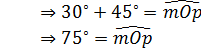 ⇒ 30° + 45° = m͡Op
⇒ 75° = m͡Op